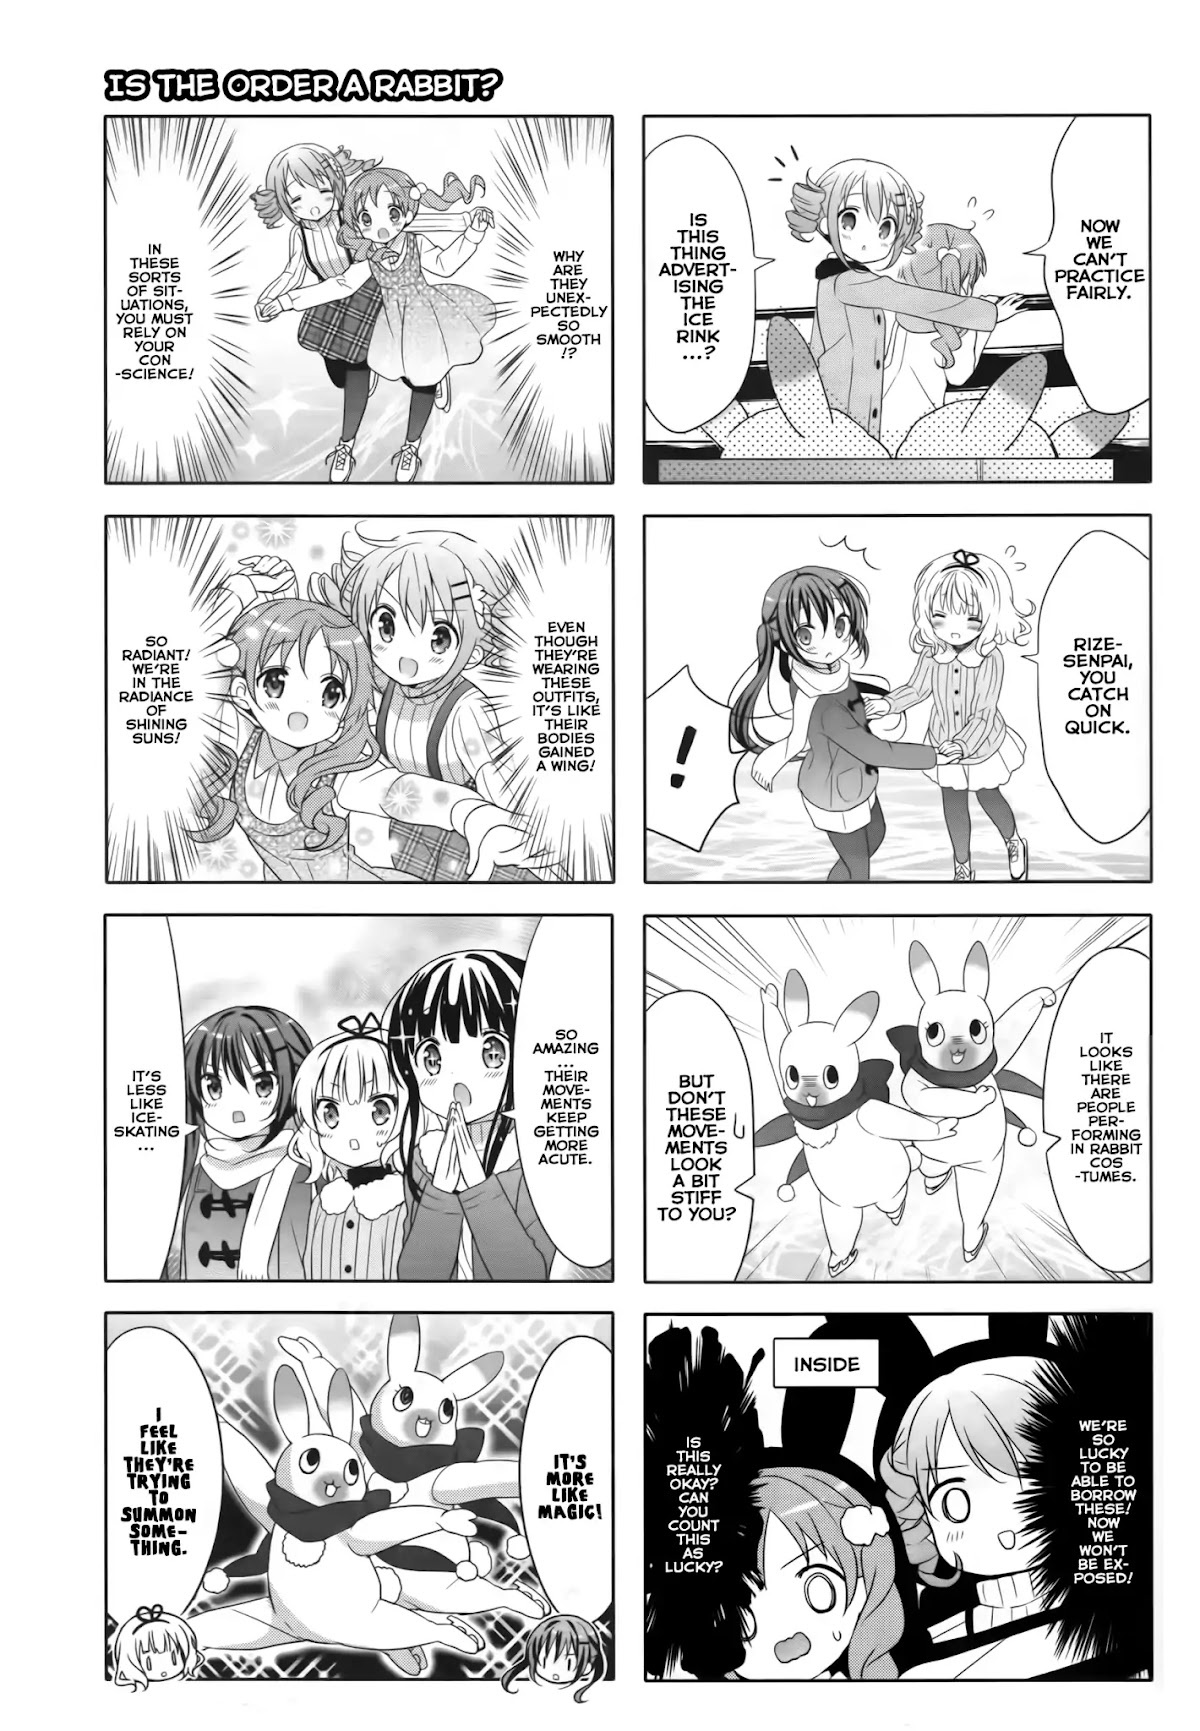 IS THE ORDER A RABBIT?
NOW WE
CAN'T
PRACTICE
FAIRLY.
IS
THIS
THING
ADVERT-
ISING
THE
ICE
RINK
...?
RIZE-
SENPAI,
YOU
CATCH
ON
QUICK.
!
IT
LOOKS
LIKE
THERE
ARE
PEOPLE
PER-
FORMING
IN RABBIT
COS
-TUMES.
BUT
DON'T
THESE
MOVE-
MENTS
LOOK
A BIT
STIFF
TO YOU?
INSIDE
WE'RE
SO
LUCKY
TO BE
ABLE TO
BORROW
THESE!
NOW
WE
WON'T
BE EX-
POSED!
IS
THIS
REALLY
OKAY?
CAN
YOU
COUNT
THIS
AS
LUCKY?
WHY
ARE
THEY
UNEX-
PECTEDLY
SO
SMOOTH
!?
IN
THESE
SORTS
OF SIT-
UATIONS,
YOU MUST
RELY ON
YOUR
CON
-SCIENCE!
EVEN
THOUGH
THEY'RE
WEARING
THESE
OUTFITS,
IT'S LIKE
THEIR
BODIES
GAINED
A WING!
SO
RADIANT!
WE'RE
IN THE
RADIANCE
OF
SHINING
SUNS!
SO
AMAZING
...
THEIR
MOVE-
MENTS
KEEP
GETTING
MORE
ACUTE.
IT'S
LESS
LIKE
ICE-
SKATING
...
IT'S
MORE
LIKE
MAGIC!
I
FEEL
LIKE
THEY'RE
TRYING
TO
SUMMON
SOME-
THING.